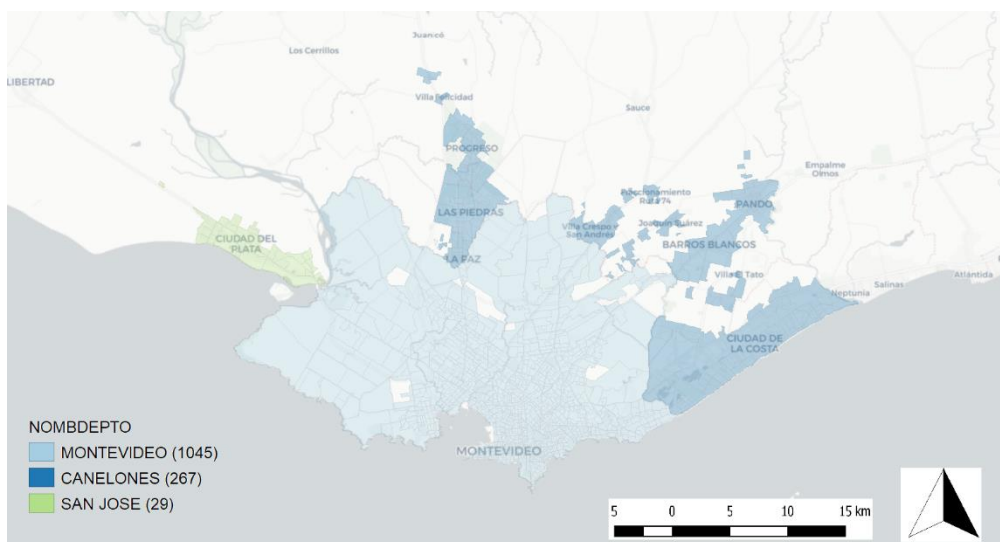 Juanicó
Los Cerrillos
LIBERTAD
Villa Felicidad
Sauce
PROGRESO
Empalme
Olmos
Fraccionamiento
Ruta 74
PANDO
LAS PIEDRAS
Joaquín Suárez
Villa Crespo y
San Andrés
CIUDAD DEL
PLATA
BARROS BLANCOS
LA PAZ
Villa El Tato
Atlántida
Salinas
Neptunia
CIUDAD DE
LA COSTA
NOMBDEPTO
MONTEVIDEO (1045)
CANELONES (267)
SAN JOSE (29)
MONTEVIDEO
5 0 5 10 15 km